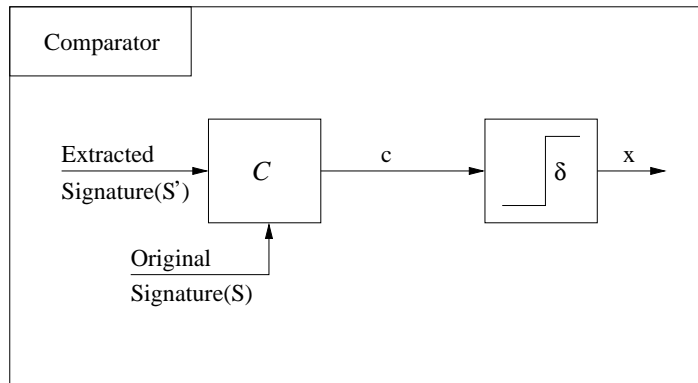 Comparator
Extracted
Signature(S’)
C
c
δ
x
Original
Signature(S)